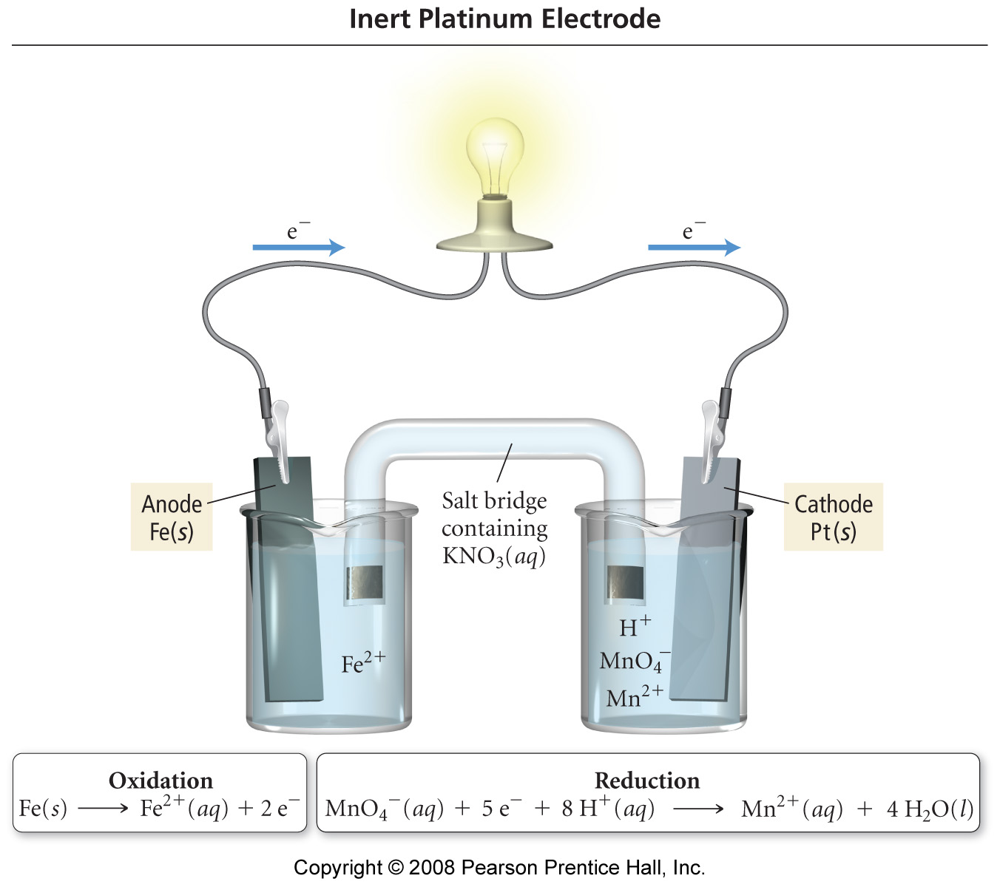 Inert Platinum Electrode
e⁻
e⁻
Anode
Fe(s)
Salt bridge
containing
KNO₃(aq)
Cathode
Pt(s)
Fe²⁺
H⁺
MnO₄⁻
Mn²⁺
Oxidation
Fe(s) ⟶ Fe²⁺(aq) + 2 e⁻
Reduction
MnO₄⁻(aq) + 5 e⁻ + 8 H⁺(aq) ⟶ Mn²⁺(aq) + 4 H₂O(l)
Copyright © 2008 Pearson Prentice Hall, Inc.